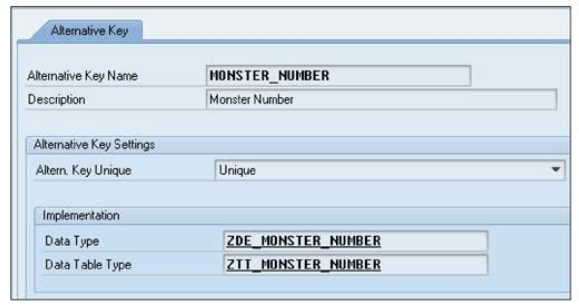 Alternative Key
Alternative Key Name MONSTER_NUMBER
Description Monster Number
Alternative Key Settings
Altern. Key Unique Unique
Implementation
Data Type ZDE_MONSTER_NUMBER
Data Table Type ZTT_MONSTER_NUMBER